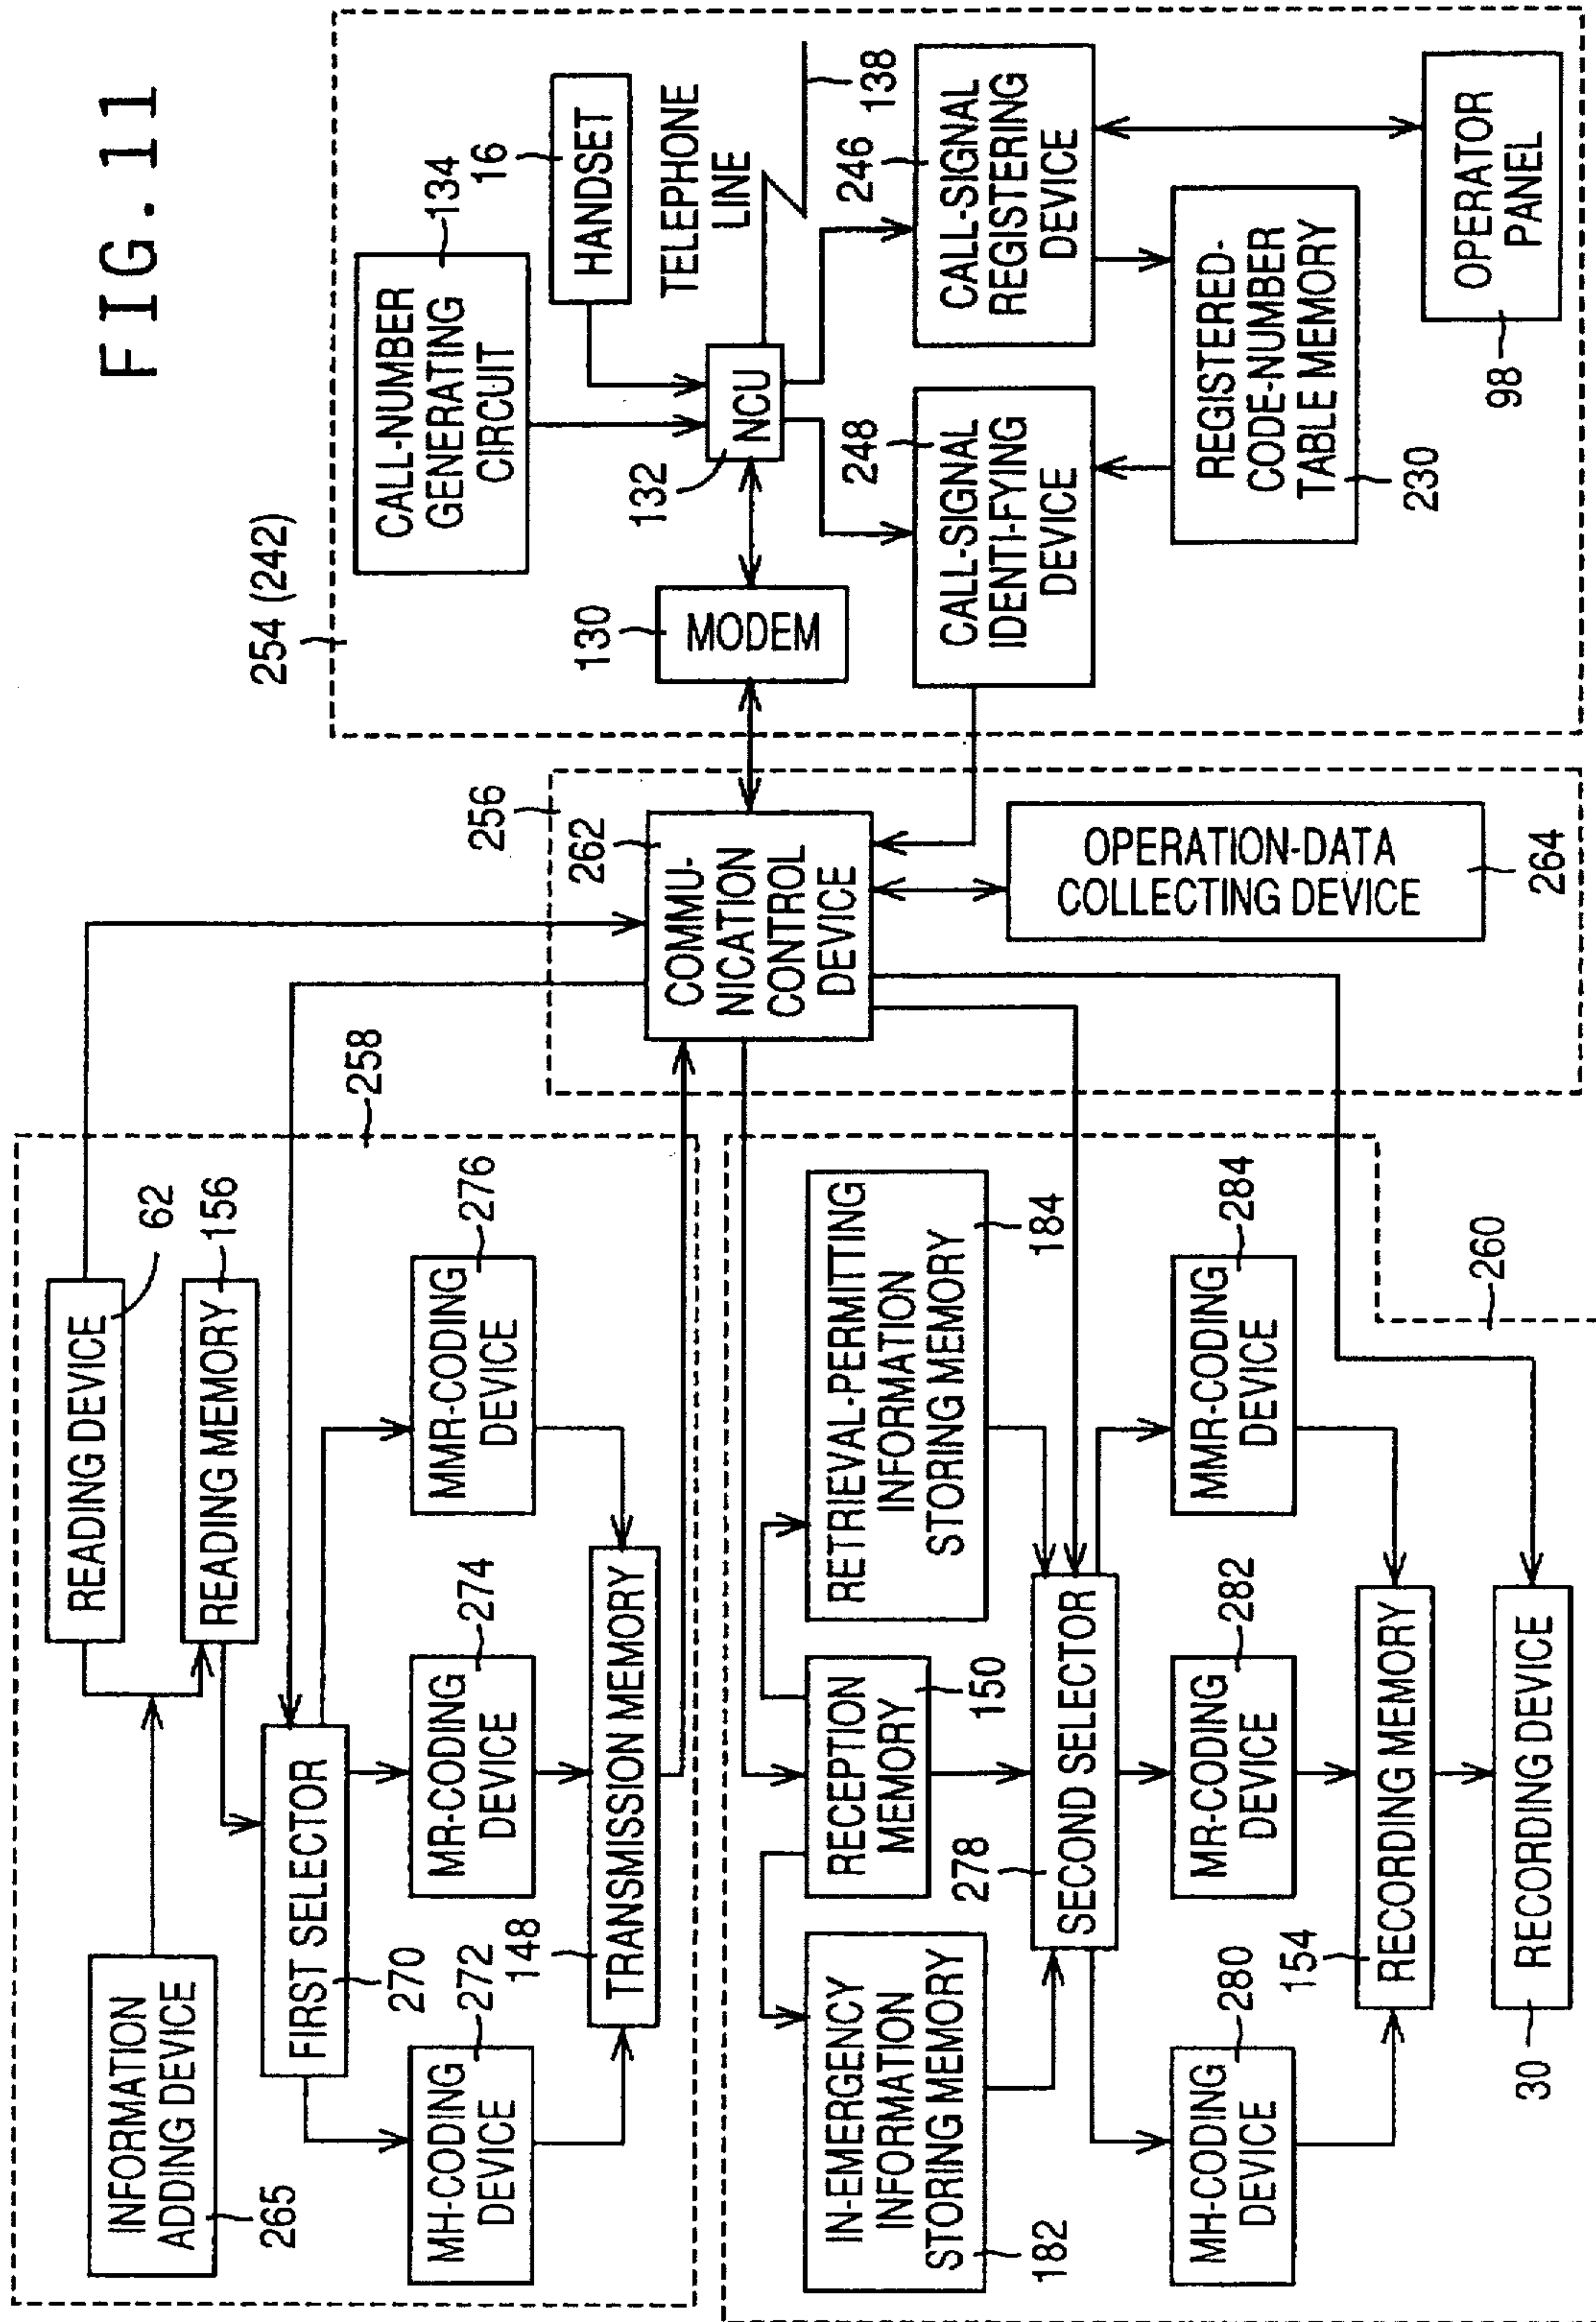 FIG. 11
254 (242)
CALL-NUMBER
GENERATING
CIRCUIT
134
16
HANDSET
TELEPHONE
LINE
138
132
NCU
130
MODEM
248
CALL-SIGNAL
IDENTI-FYING
DEVICE
246
CALL-SIGNAL
REGISTERING
DEVICE
REGISTERED-
CODE-NUMBER
TABLE MEMORY
230
OPERATOR
PANEL
98
256
262
COMMU-
NICATION
CONTROL
DEVICE
OPERATION-DATA
COLLECTING DEVICE
264
258
READING DEVICE
62
READING MEMORY
156
INFORMATION
ADDING DEVICE
265
FIRST SELECTOR
270
MH-CODING
DEVICE
272
MR-CODING
DEVICE
274
MMR-CODING
DEVICE
276
148
TRANSMISSION MEMORY
IN-EMERGENCY
INFORMATION
STORING MEMORY
182
RECEPTION
MEMORY
150
RETRIEVAL-PERMITTING
INFORMATION
STORING MEMORY
184
278
SECOND SELECTOR
MH-CODING
DEVICE
280
MR-CODING
DEVICE
282
MMR-CODING
DEVICE
284
154
RECORDING MEMORY
260
30
RECORDING DEVICE